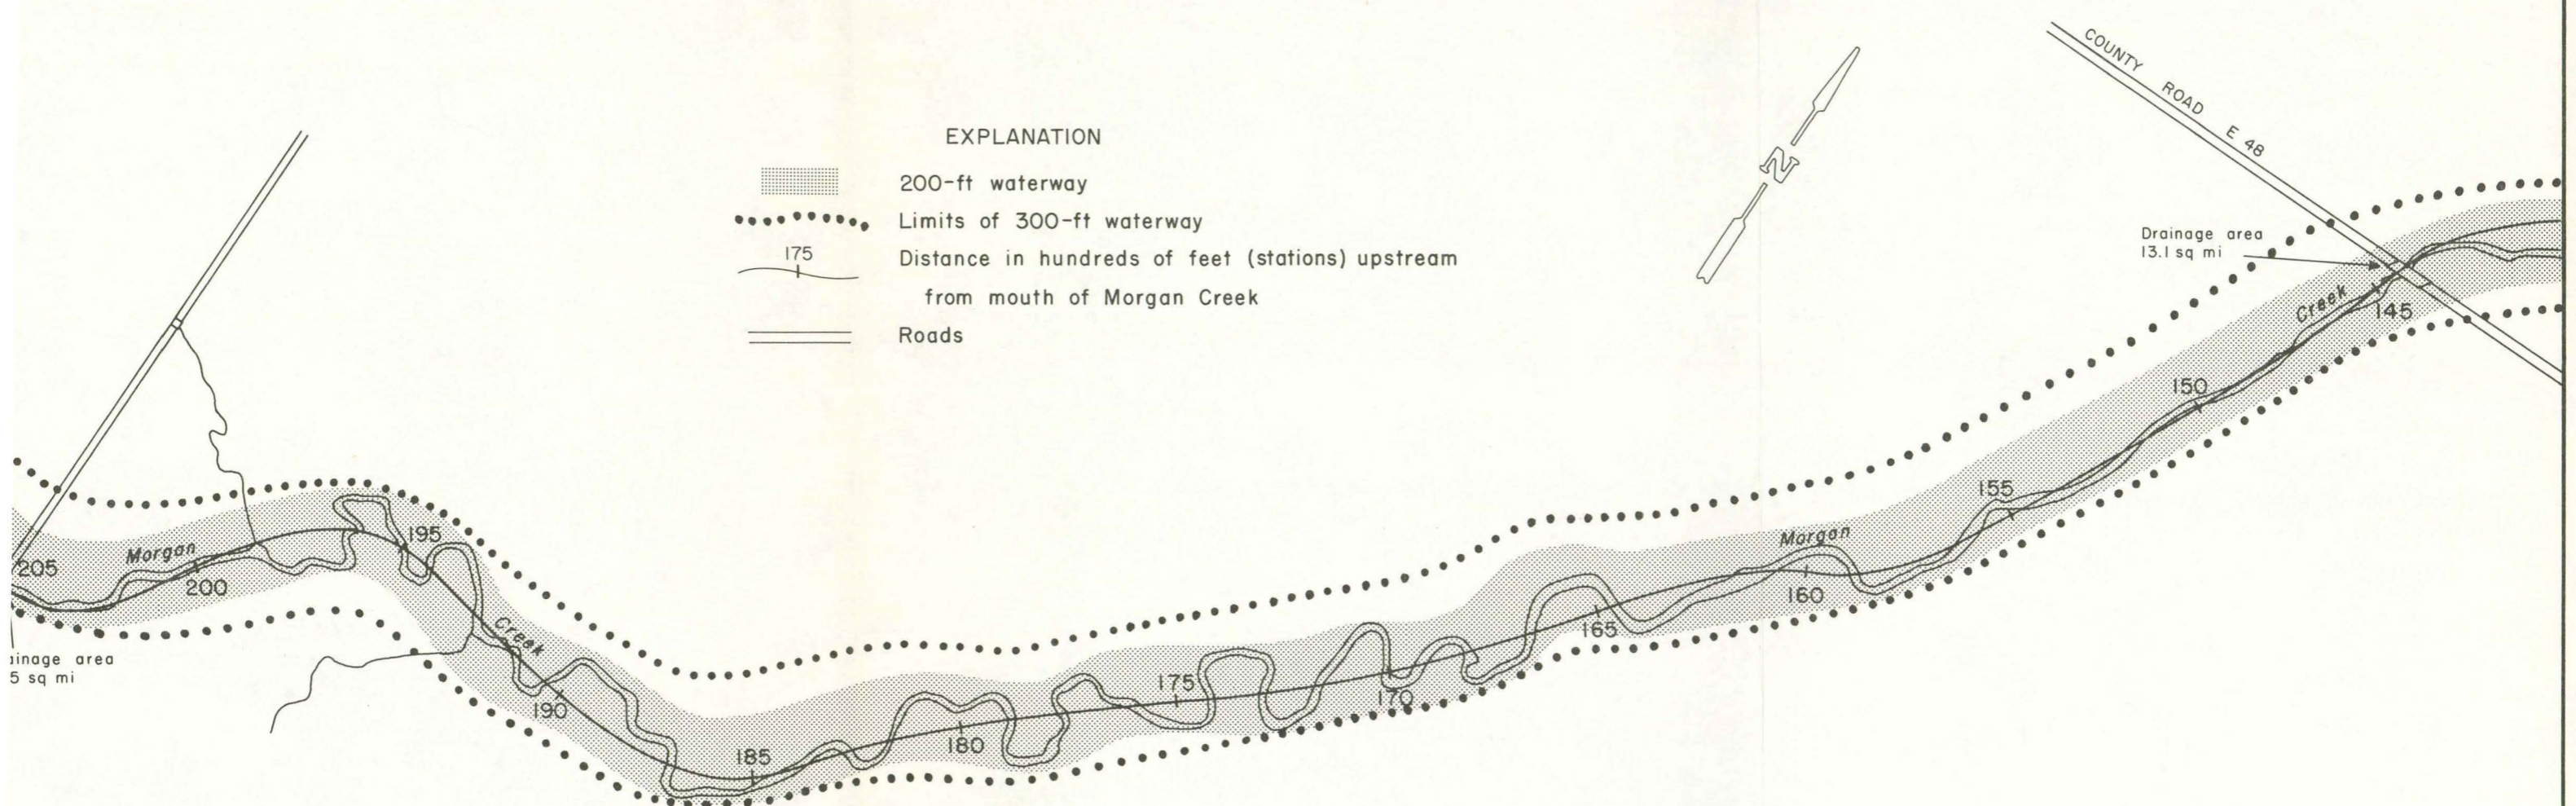 COUNTY ROAD E 48
EXPLANATION
200-ft waterway
Limits of 300-ft waterway
175
Distance in hundreds of feet (stations) upstream
from mouth of Morgan Creek
Roads
N
Drainage area
13.1 sq mi
Creek
145
150
155
Morgan
160
165
170
175
180
185
190
Creek
195
Morgan
200
205
ainage area
5 sq mi